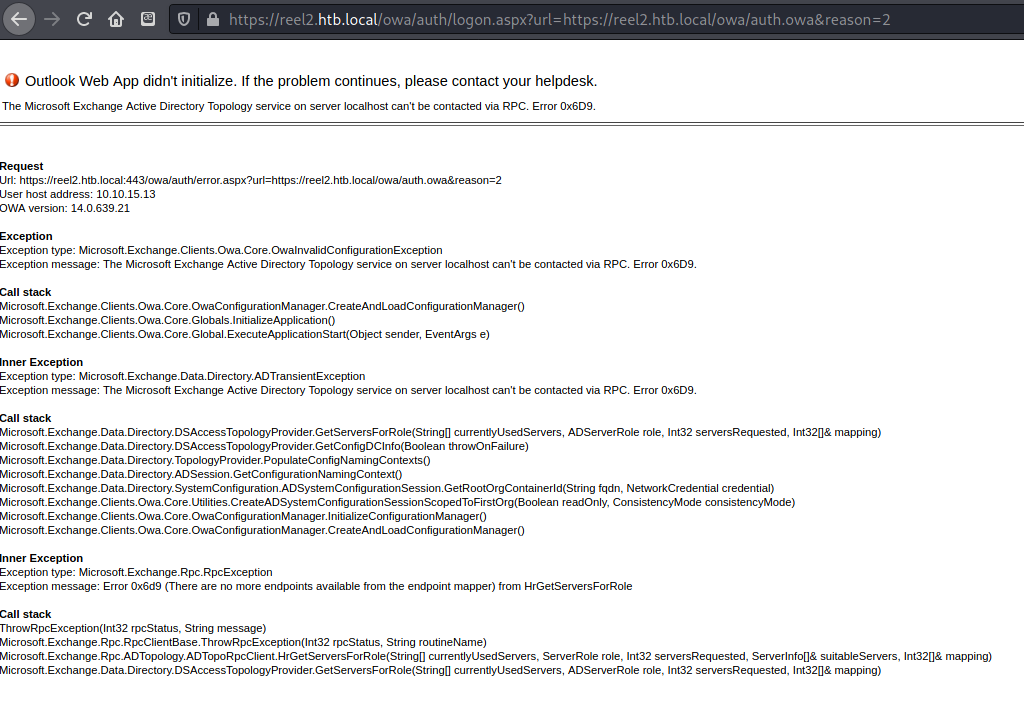 https://reel2.htb.local/owa/auth/logon.aspx?url=https://reel2.htb.local/owa/auth.owa&reason=2
Outlook Web App didn't initialize. If the problem continues, please contact your helpdesk.
The Microsoft Exchange Active Directory Topology service on server localhost can't be contacted via RPC. Error 0x6D9.
Request
Url: https://reel2.htb.local:443/owa/auth/error.aspx?url=https://reel2.htb.local/owa/auth.owa&reason=2
User host address: 10.10.15.13
OWA version: 14.0.639.21
Exception
Exception type: Microsoft.Exchange.Clients.Owa.Core.OwaInvalidConfigurationException
Exception message: The Microsoft Exchange Active Directory Topology service on server localhost can't be contacted via RPC. Error 0x6D9.
Call stack
Microsoft.Exchange.Clients.Owa.Core.OwaConfigurationManager.CreateAndLoadConfigurationManager()
Microsoft.Exchange.Clients.Owa.Core.Globals.InitializeApplication()
Microsoft.Exchange.Clients.Owa.Core.Global.ExecuteApplicationStart(Object sender, EventArgs e)
Inner Exception
Exception type: Microsoft.Exchange.Data.Directory.ADTransientException
Exception message: The Microsoft Exchange Active Directory Topology service on server localhost can't be contacted via RPC. Error 0x6D9.
Call stack
Microsoft.Exchange.Data.Directory.DSAccessTopologyProvider.GetServersForRole(String[] currentlyUsedServers, ADServerRole role, Int32 serversRequested, Int32[]& mapping)
Microsoft.Exchange.Data.Directory.DSAccessTopologyProvider.GetConfigDCInfo(Boolean throwOnFailure)
Microsoft.Exchange.Data.Directory.TopologyProvider.PopulateConfigNamingContexts()
Microsoft.Exchange.Data.Directory.ADSession.GetConfigurationNamingContext()
Microsoft.Exchange.Data.Directory.SystemConfiguration.ADSystemConfigurationSession.GetRootOrgContainerId(String fqdn, NetworkCredential credential)
Microsoft.Exchange.Clients.Owa.Core.Utilities.CreateADSystemConfigurationSessionScopedToFirstOrg(Boolean readOnly, ConsistencyMode consistencyMode)
Microsoft.Exchange.Clients.Owa.Core.OwaConfigurationManager.InitializeConfigurationManager()
Microsoft.Exchange.Clients.Owa.Core.OwaConfigurationManager.CreateAndLoadConfigurationManager()
Inner Exception
Exception type: Microsoft.Exchange.Rpc.RpcException
Exception message: Error 0x6d9 (There are no more endpoints available from the endpoint mapper) from HrGetServersForRole
Call stack
ThrowRpcException(Int32 rpcStatus, String message)
Microsoft.Exchange.Rpc.RpcClientBase.ThrowRpcException(Int32 rpcStatus, String routineName)
Microsoft.Exchange.Rpc.ADTopology.ADTopoRpcClient.HrGetServersForRole(String[] currentlyUsedServers, ServerRole role, Int32 serversRequested, ServerInfo[]& suitableServers, Int32[]& mapping)
Microsoft.Exchange.Data.Directory.DSAccessTopologyProvider.GetServersForRole(String[] currentlyUsedServers, ADServerRole role, Int32 serversRequested, Int32[]& mapping)